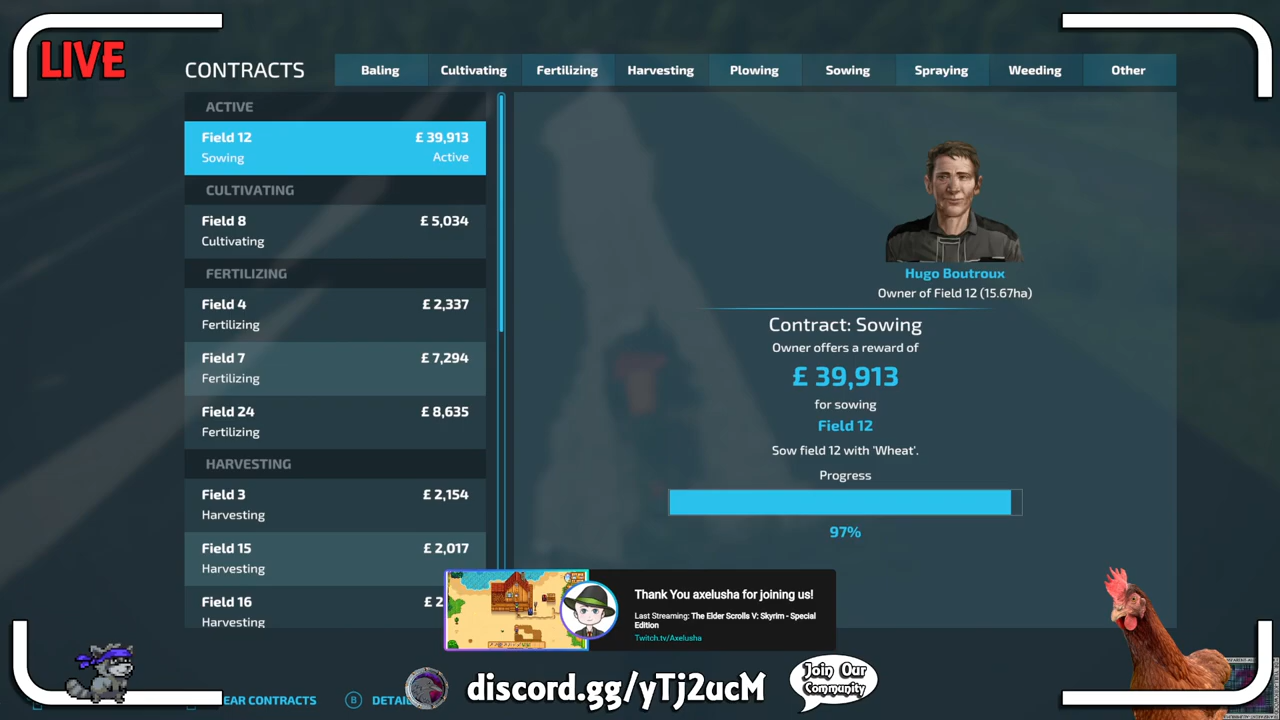 LIVE
CONTRACTS
Baling
Cultivating
Fertilizing
Harvesting
Plowing
Sowing
Spraying
Weeding
Other
ACTIVE
Field 12 £ 39,913
Sowing Active
CULTIVATING
Field 8 £ 5,034
Cultivating
FERTILIZING
Field 4 £ 2,337
Fertilizing
Field 7 £ 7,294
Fertilizing
Field 24 £ 8,635
Fertilizing
HARVESTING
Field 3 £ 2,154
Harvesting
Field 15 £ 2,017
Harvesting
Field 16 £ 2
Harvesting
Hugo Boutroux
Owner of Field 12 (15.67ha)
Contract: Sowing
Owner offers a reward of
£ 39,913
for sowing
Field 12
Sow field 12 with 'Wheat'.
Progress
97%
Thank You axelusha for joining us!
Last Streaming: The Elder Scrolls V: Skyrim - Special
Edition
Twitch.tv/Axelusha
EAR CONTRACTS
B DETAI
discord.gg/yTj2ucM
Join Our
Community